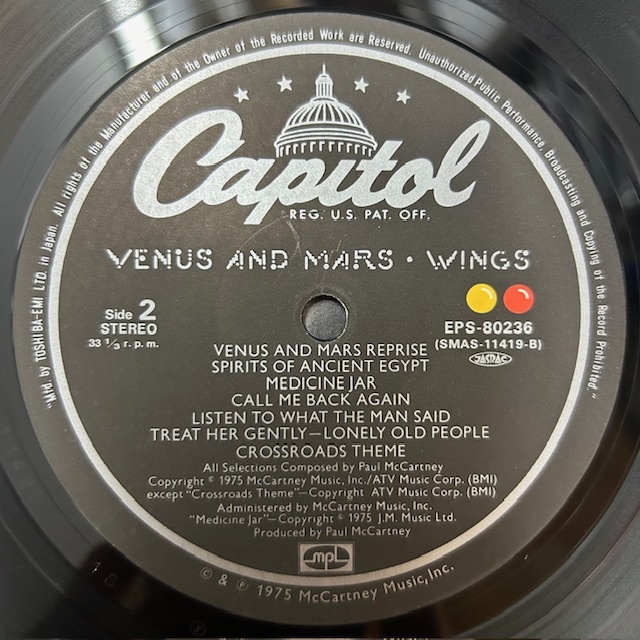 "Mfd. by TOSHIBA-EMI LTD. in Japan. All rights of the Manufacturer and of the Owner of the Recorded Work are Reserved. Unauthorized Public Performance, Broadcasting and Copying of the Record Prohibited."
Capitol
REG. U.S. PAT. OFF.
VENUS AND MARS · WINGS
Side 2
STEREO
33 1/3 r.p.m.
EPS-80236
(SMAS-11419-B)
JASRAC
VENUS AND MARS REPRISE
SPIRITS OF ANCIENT EGYPT
MEDICINE JAR
CALL ME BACK AGAIN
LISTEN TO WHAT THE MAN SAID
TREAT HER GENTLY—LONELY OLD PEOPLE
CROSSROADS THEME
All Selections Composed by Paul McCartney
Copyright © 1975 McCartney Music, Inc./ATV Music Corp. (BMI)
except "Crossroads Theme"—Copyright ATV Music Corp. (BMI)
Administered by McCartney Music, Inc.
"Medicine Jar"—Copyright © 1975 J.M. Music Ltd.
Produced by Paul McCartney
mpl
© & ℗ 1975 McCartney Music, Inc.